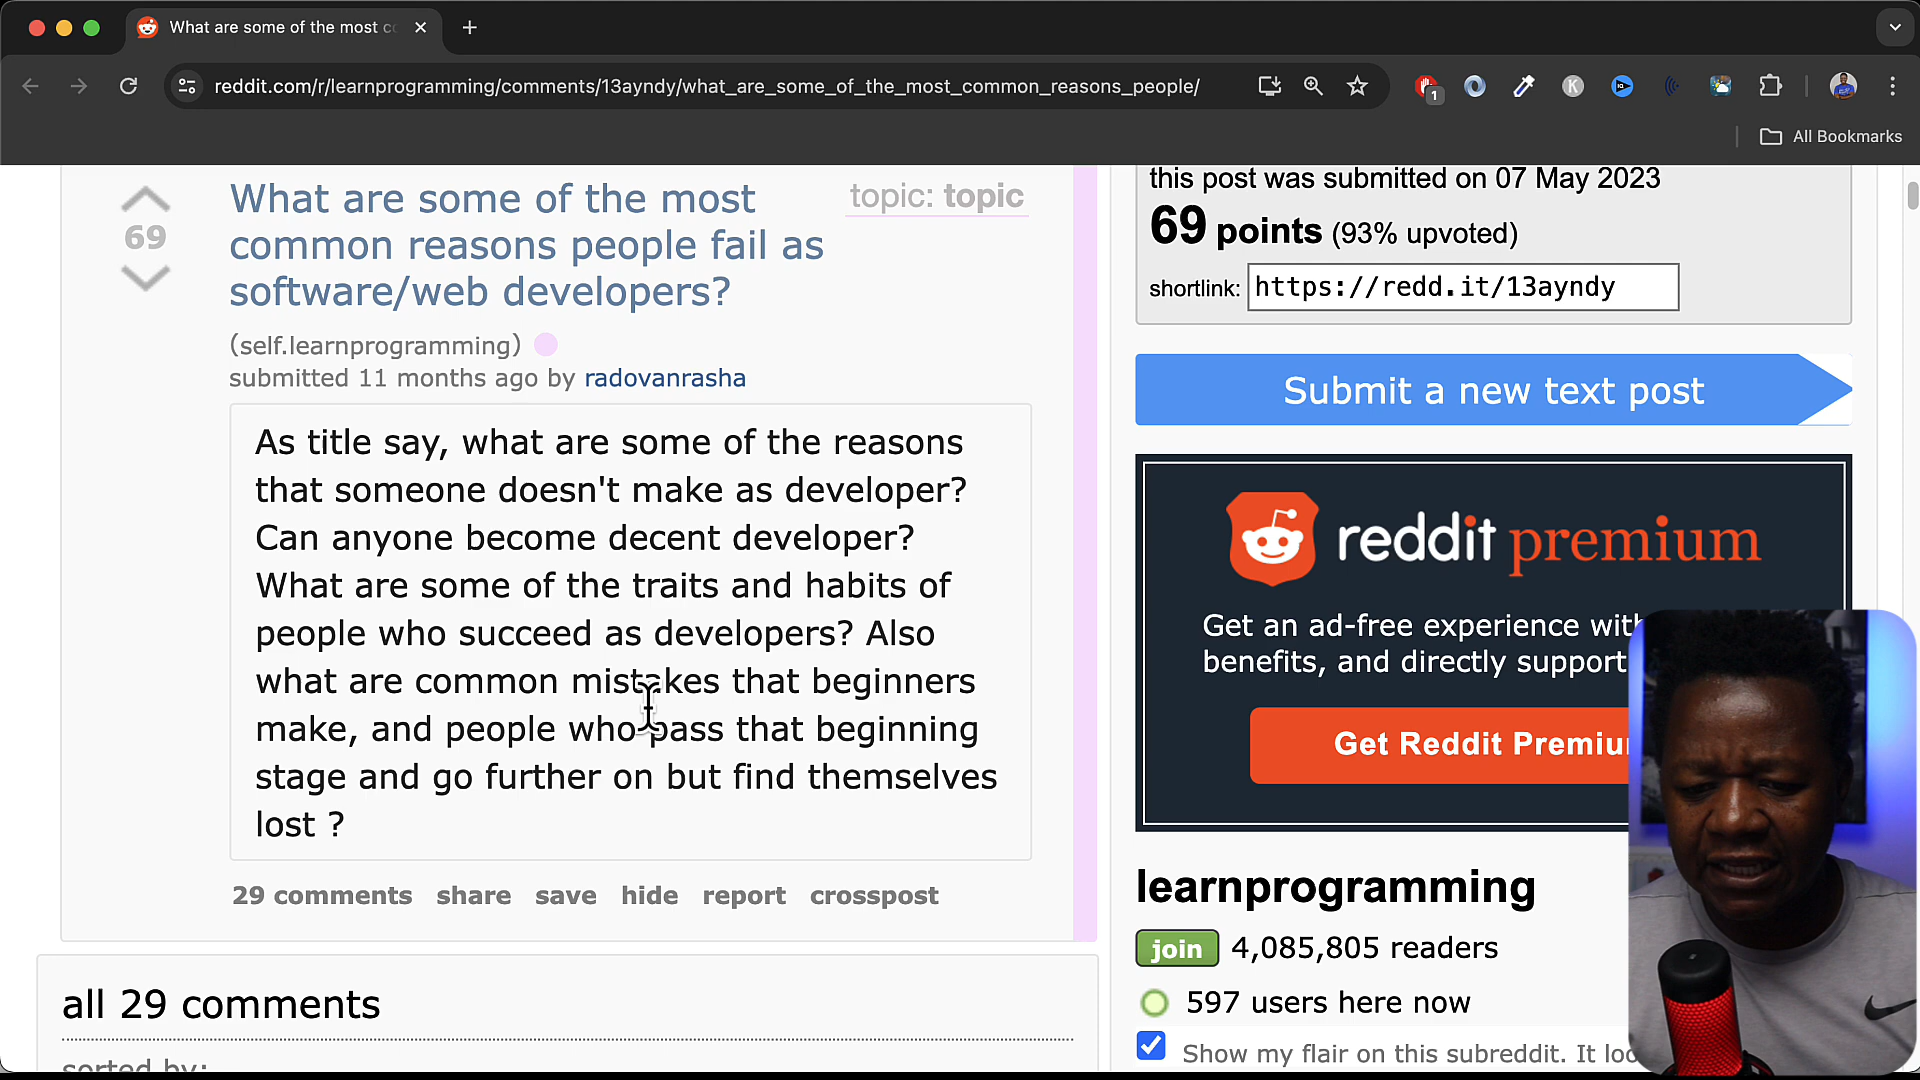 What are some of the most c
reddit.com/r/learnprogramming/comments/13ayndy/what_are_some_of_the_most_common_reasons_people/
1
K
All Bookmarks
69
What are some of the most
common reasons people fail as
software/web developers?
topic: topic
(self.learnprogramming)
submitted 11 months ago by radovanrasha
As title say, what are some of the reasons
that someone doesn't make as developer?
Can anyone become decent developer?
What are some of the traits and habits of
people who succeed as developers? Also
what are common mistakes that beginners
make, and people who pass that beginning
stage and go further on but find themselves
lost ?
29 comments share save hide report crosspost
all 29 comments
sorted by:
this post was submitted on 07 May 2023
69 points (93% upvoted)
shortlink: https://redd.it/13ayndy
Submit a new text post
reddit premium
Get an ad-free experience with
benefits, and directly support
Get Reddit Premiu
learnprogramming
join 4,085,805 readers
597 users here now
Show my flair on this subreddit. It loo